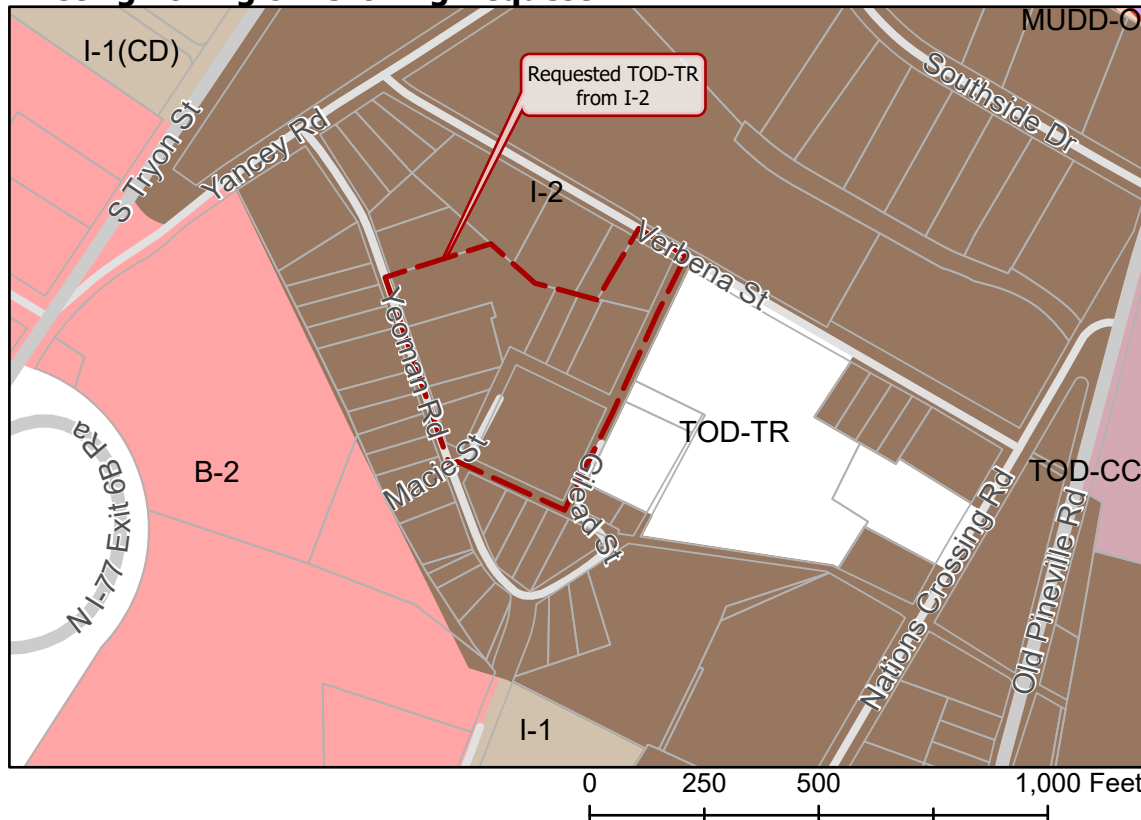 I-1(CD)
MUDD-O
Requested TOD-TR
from I-2
Southside Dr
S Tryon St
Yancey Rd
I-2
Verbena St
Yeoman Rd
TOD-TR
B-2
Macie St
Gilead St
TOD-CC
N I-77 Exit 6B Ra
Nations Crossing Rd
Old Pineville Rd
I-1
0 250 500 1,000 Feet